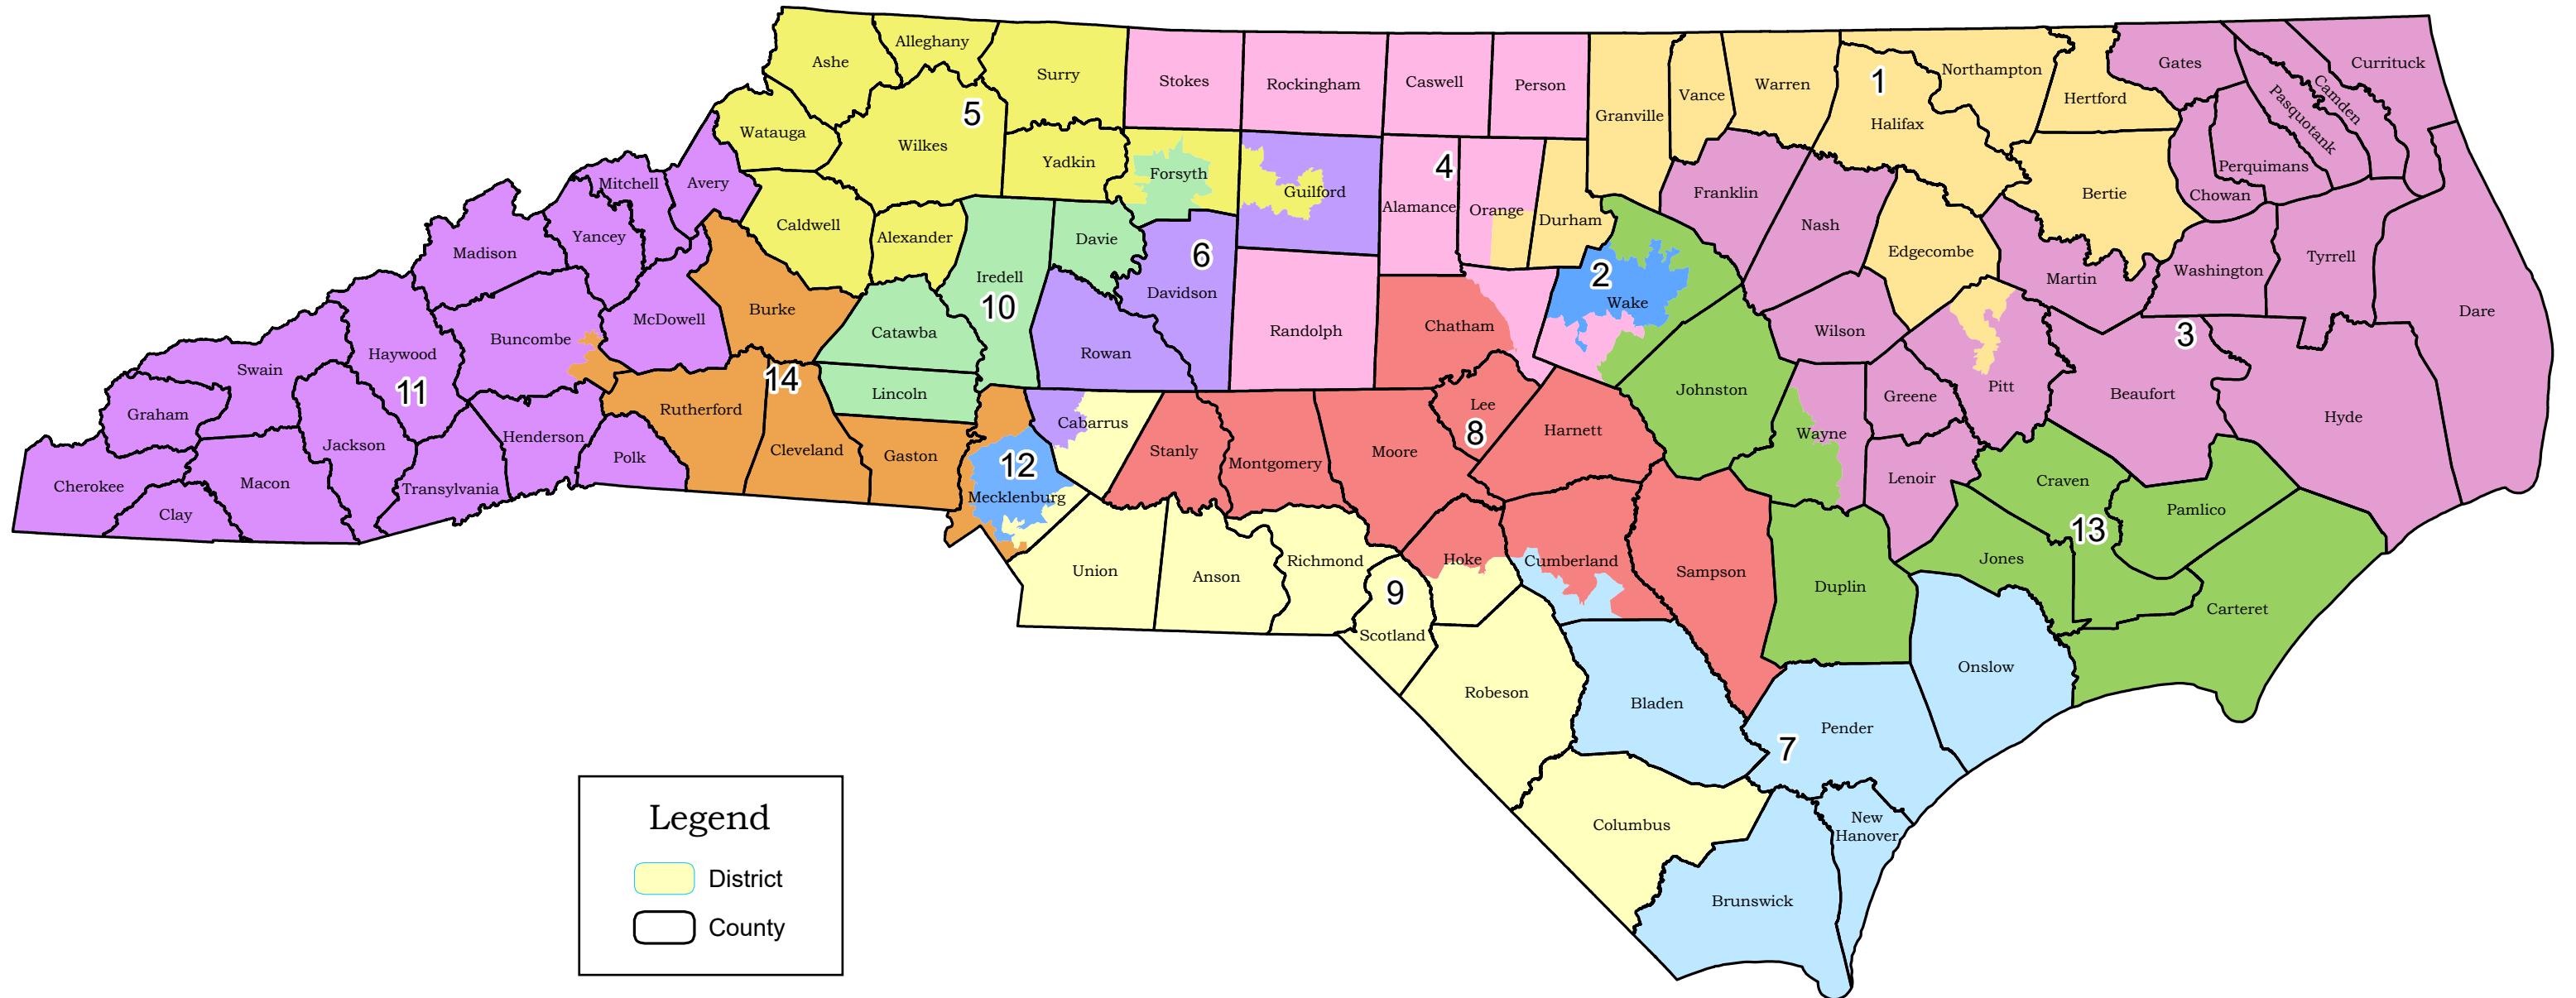 Ashe
Alleghany
Surry
Stokes
Rockingham
Caswell
Person
Granville
Vance
Warren
1
Northampton
Halifax
Hertford
Gates
Currituck
Camden
Pasquotank
Perquimans
Chowan
Bertie
Watauga
Wilkes
5
Yadkin
Forsyth
Guilford
4
Alamance
Orange
Durham
Franklin
Nash
Edgecombe
Martin
Washington
Tyrrell
Dare
Mitchell
Avery
Yancey
Madison
Caldwell
Alexander
Iredell
10
Davie
6
Davidson
Randolph
Chatham
2
Wake
Wilson
Pitt
3
Beaufort
Hyde
Swain
Haywood
11
Buncombe
McDowell
Burke
Catawba
Rowan
Lincoln
14
Graham
Jackson
Henderson
Rutherford
Cleveland
Gaston
Cabarrus
12
Mecklenburg
Stanly
Montgomery
Moore
Lee
8
Harnett
Johnston
Wayne
Greene
Lenoir
Craven
13
Pamlico
Cherokee
Clay
Macon
Transylvania
Polk
Union
Anson
Richmond
9
Scotland
Hoke
Cumberland
Sampson
Duplin
Jones
Carteret
Onslow
Robeson
Bladen
Pender
7
Columbus
New
Hanover
Brunswick
Legend
District
County